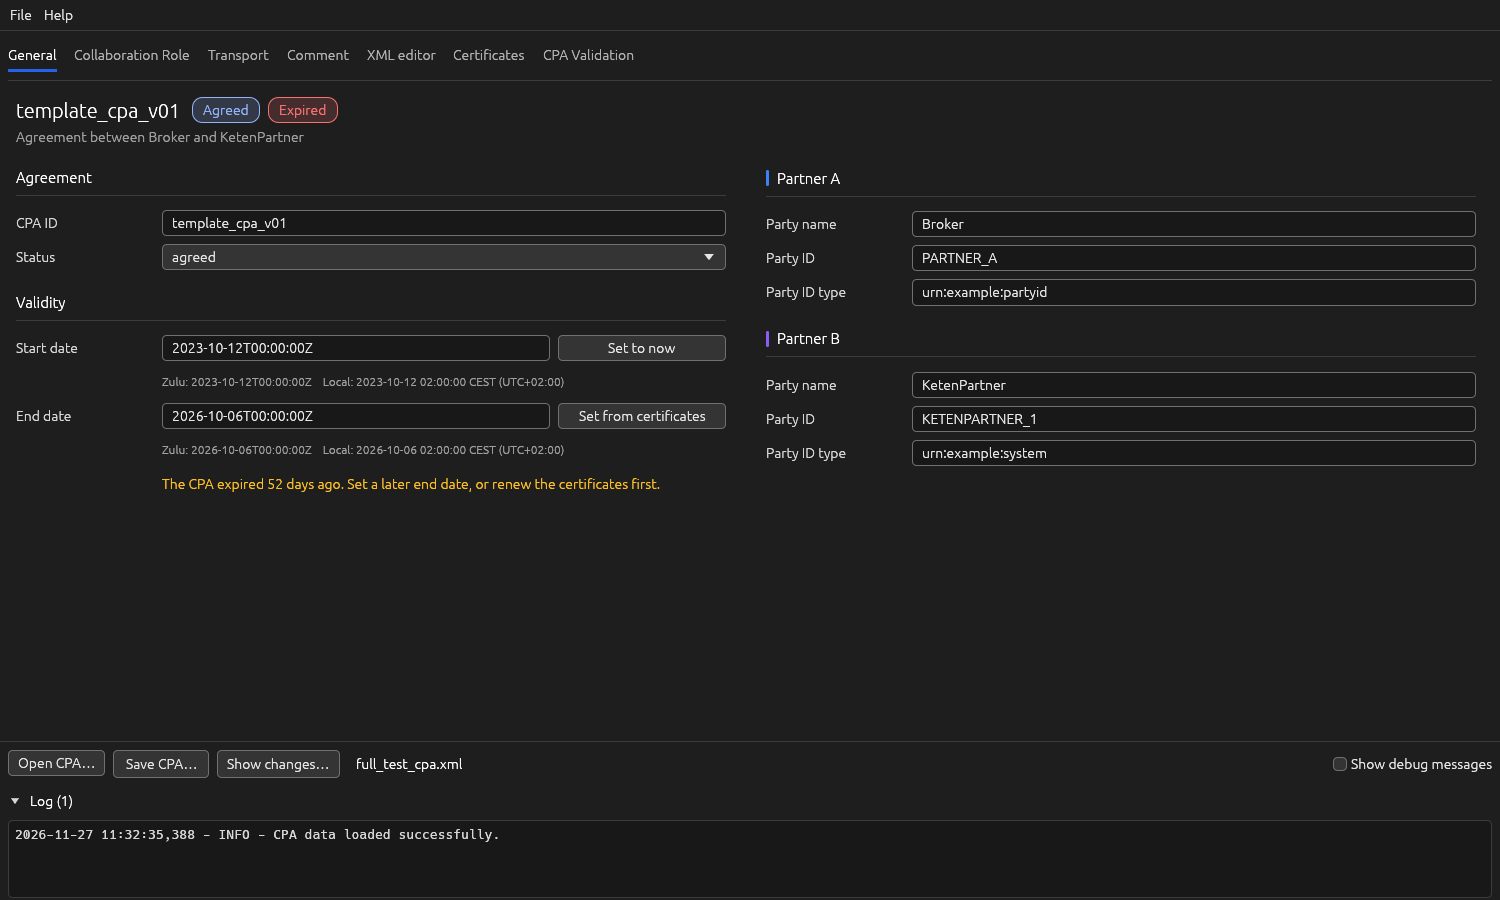 File Help
General Collaboration Role Transport Comment XML editor Certificates CPA Validation
template_cpa_v01 Agreed Expired
Agreement between Broker and KetenPartner
Agreement
CPA ID template_cpa_v01
Status agreed
Validity
Start date 2023-10-12T00:00:00Z Set to now
Zulu: 2023-10-12T00:00:00Z Local: 2023-10-12 02:00:00 CEST (UTC+02:00)
End date 2026-10-06T00:00:00Z Set from certificates
Zulu: 2026-10-06T00:00:00Z Local: 2026-10-06 02:00:00 CEST (UTC+02:00)
The CPA expired 52 days ago. Set a later end date, or renew the certificates first.
Partner A
Party name Broker
Party ID PARTNER_A
Party ID type urn:example:partyid
Partner B
Party name KetenPartner
Party ID KETENPARTNER_1
Party ID type urn:example:system
Open CPA... Save CPA... Show changes... full_test_cpa.xml Show debug messages
Log (1)
2026-11-27 11:32:35,388 - INFO - CPA data loaded successfully.